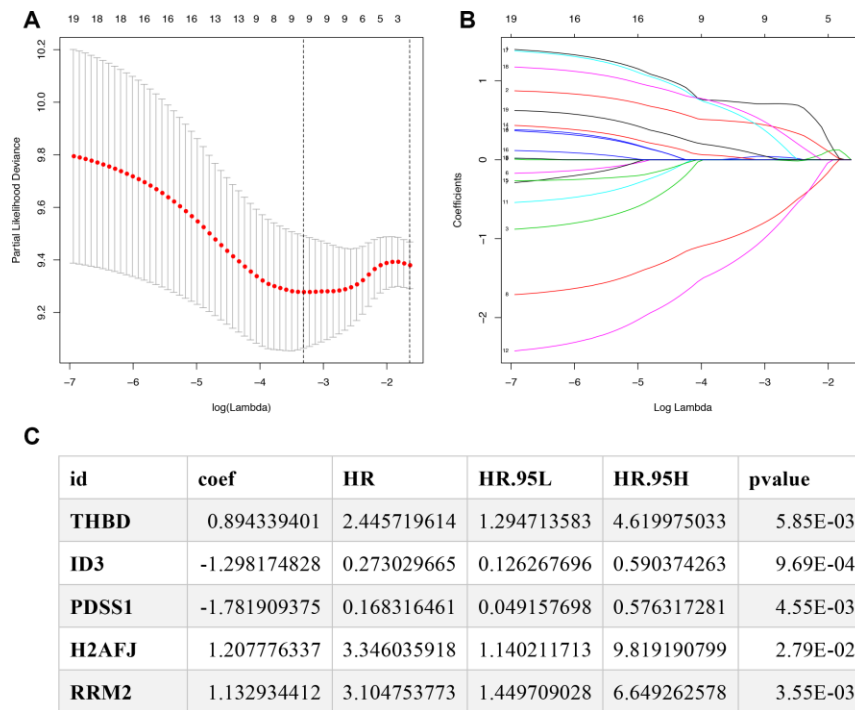 A
19 18 18 16 16 16 13 13 9 8 9 9 9 6 5 3
Partial Likelihood Deviance
10.2
10.0
9.8
9.6
9.4
9.2
−7 −6 −5 −4 −3 −2
log(Lambda)
B
19 16 16 9 9 5
Coefficients
1
0
−1
−2
−7 −6 −5 −4 −3 −2
Log Lambda
19
11
3
12
C
id coef HR HR.95L HR.95H pvalue
THBD 0.894339401 2.445719614 1.294713583 4.619975033 5.85E-03
ID3 -1.298174828 0.273029665 0.126267696 0.590374263 9.69E-04
PDSS1 -1.781909375 0.168316461 0.049157698 0.576317281 4.55E-03
H2AFJ 1.207776337 3.346035918 1.140211713 9.819190799 2.79E-02
RRM2 1.132934412 3.104753773 1.449709028 6.649262578 3.55E-03